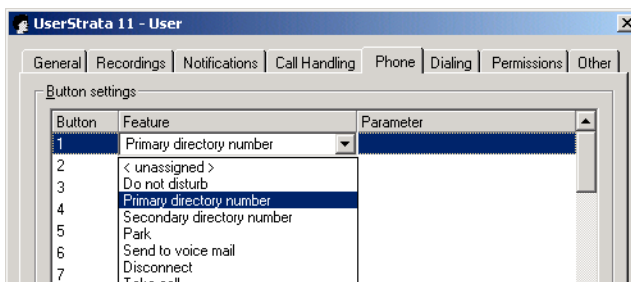 UserStrata 11 - User
General Recordings Notifications Call Handling Phone Dialing Permissions Other
Button settings
Button Feature Parameter
1 Primary directory number
2 < unassigned >
3 Do not disturb
Primary directory number
4 Secondary directory number
5 Park
6 Send to voice mail
7 Disconnect
Take call